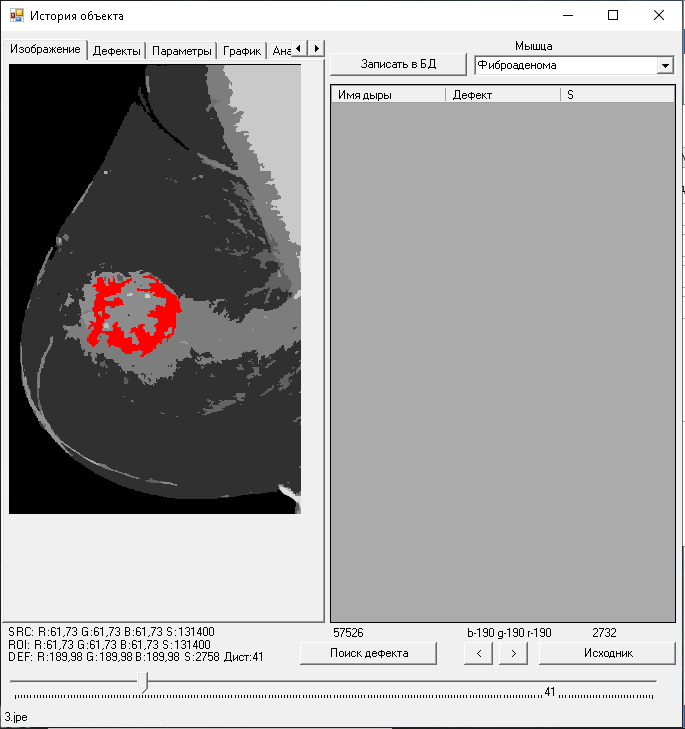 История объекта
Изображение Дефекты Параметры График Ана
Мышца
Записать в БД Фиброаденома
Имя дыры Дефект S
57526 b-190 g-190 r-190 2732
SRC: R:61,73 G:61,73 B:61,73 S:131400
ROI: R:61,73 G:61,73 B:61,73 S:131400
DEF: R:189,98 G:189,98 B:189,98 S:2758 Дист:41
Поиск дефекта < > Исходник
41
3.jpe